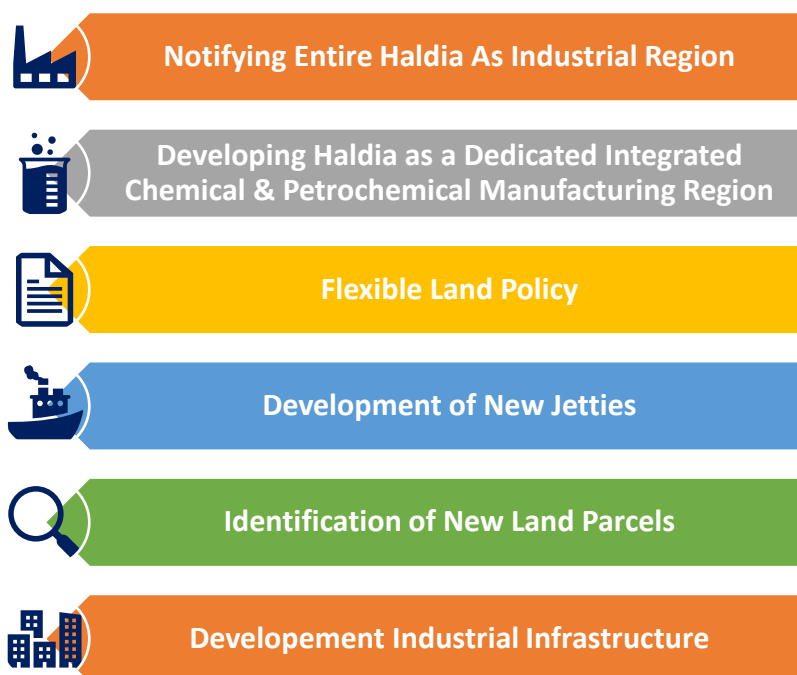 Notifying Entire Haldia As Industrial Region
Developing Haldia as a Dedicated Integrated
Chemical & Petrochemical Manufacturing Region
Flexible Land Policy
Development of New Jetties
Identification of New Land Parcels
Developement Industrial Infrastructure